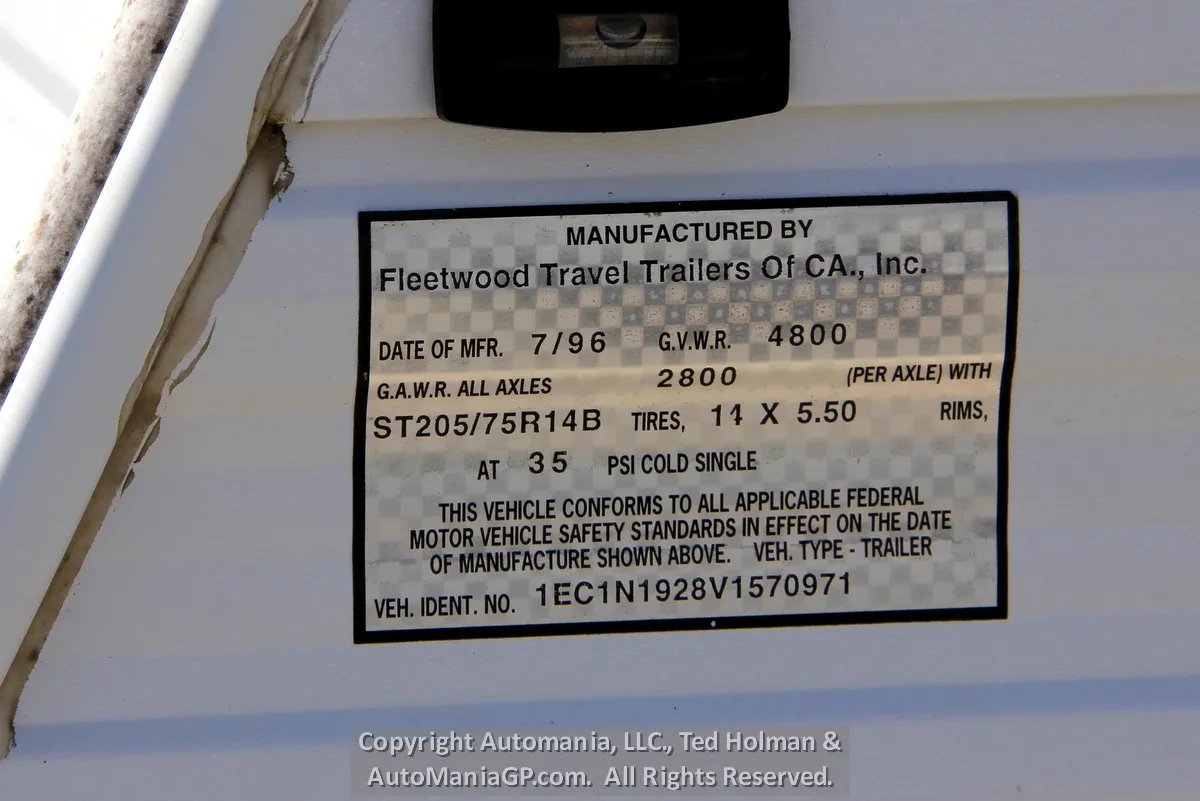 MANUFACTURED BY
Fleetwood Travel Trailers Of CA., Inc.
DATE OF MFR. 7/96 G.V.W.R. 4800
G.A.W.R. ALL AXLES 2800 (PER AXLE) WITH
ST205/75R14B TIRES, 14 X 5.50 RIMS,
AT 35 PSI COLD SINGLE
THIS VEHICLE CONFORMS TO ALL APPLICABLE FEDERAL
MOTOR VEHICLE SAFETY STANDARDS IN EFFECT ON THE DATE
OF MANUFACTURE SHOWN ABOVE. VEH. TYPE - TRAILER
VEH. IDENT. NO. 1EC1N1928V1570971
Copyright Automania, LLC., Ted Holman &
AutoManiaGP.com. All Rights Reserved.